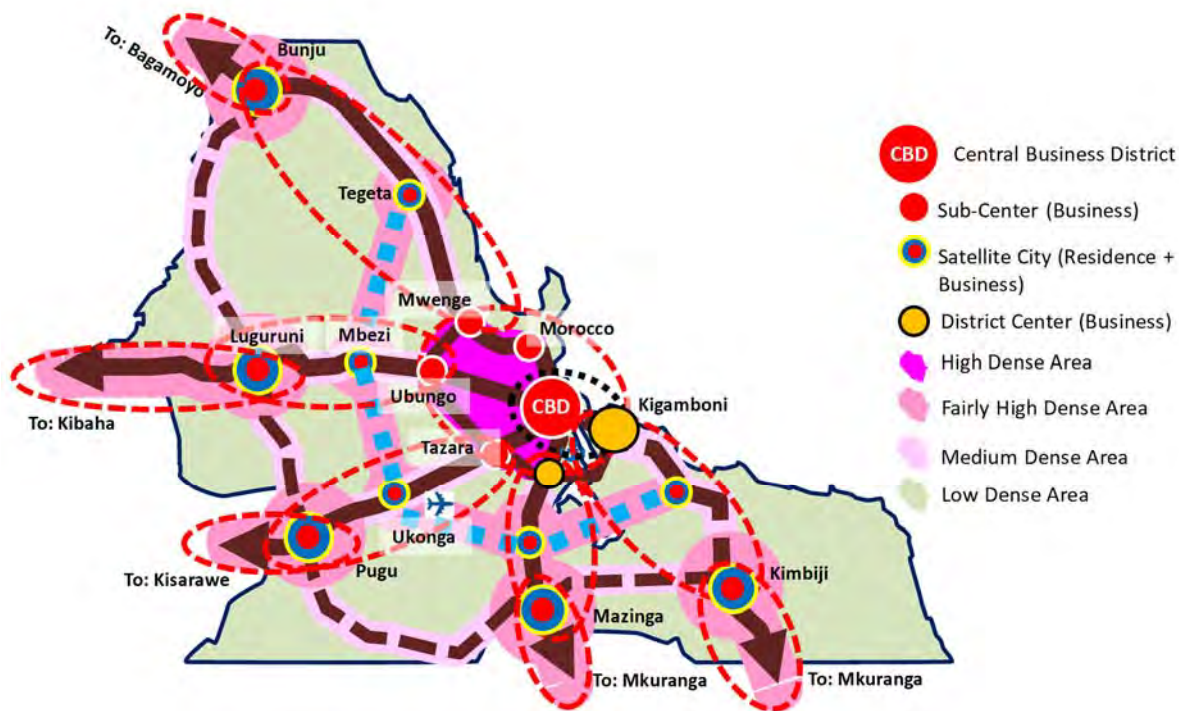 To: Bagamoyo
Bunju
Tegeta
Mwenge
Morocco
Luguruni
Mbezi
Ubungo
CBD
Kigamboni
To: Kibaha
Tazara
Ukonga
To: Kisarawe
Pugu
Kimbiji
Mazinga
To: Mkuranga
To: Mkuranga
CBD
Central Business District
Sub-Center (Business)
Satellite City (Residence +
Business)
District Center (Business)
High Dense Area
Fairly High Dense Area
Medium Dense Area
Low Dense Area